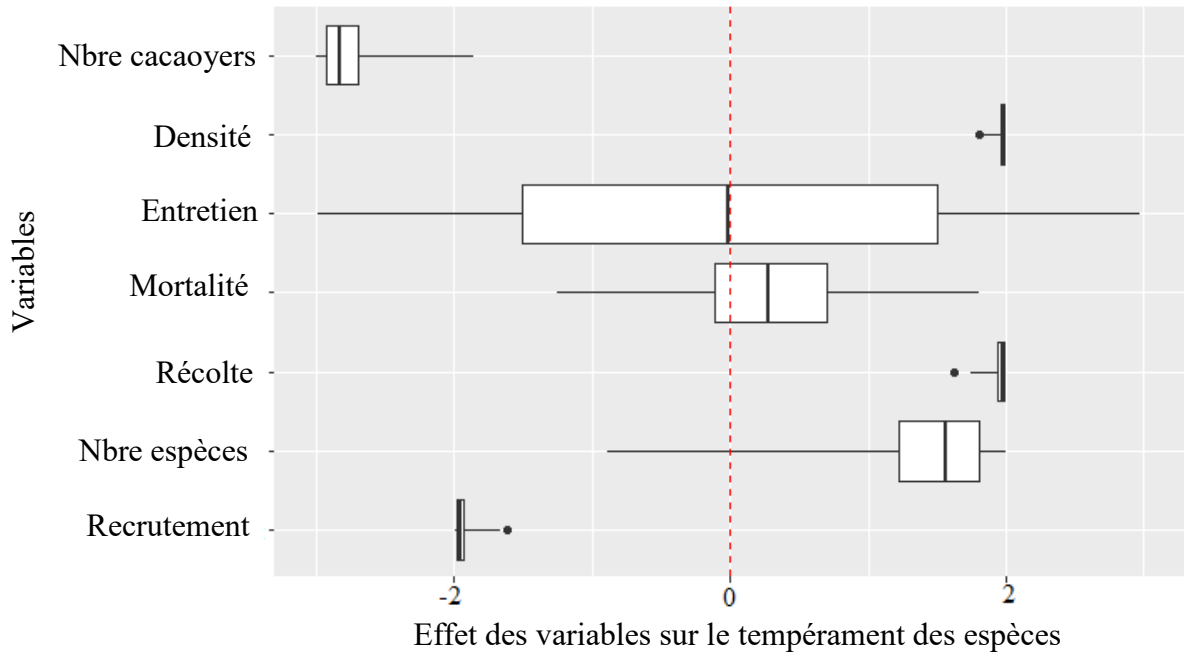 Variables
Nbre cacaoyers
Densité
Entretien
Mortalité
Récolte
Nbre espèces
Recrutement
-2 0 2
Effet des variables sur le tempérament des espèces